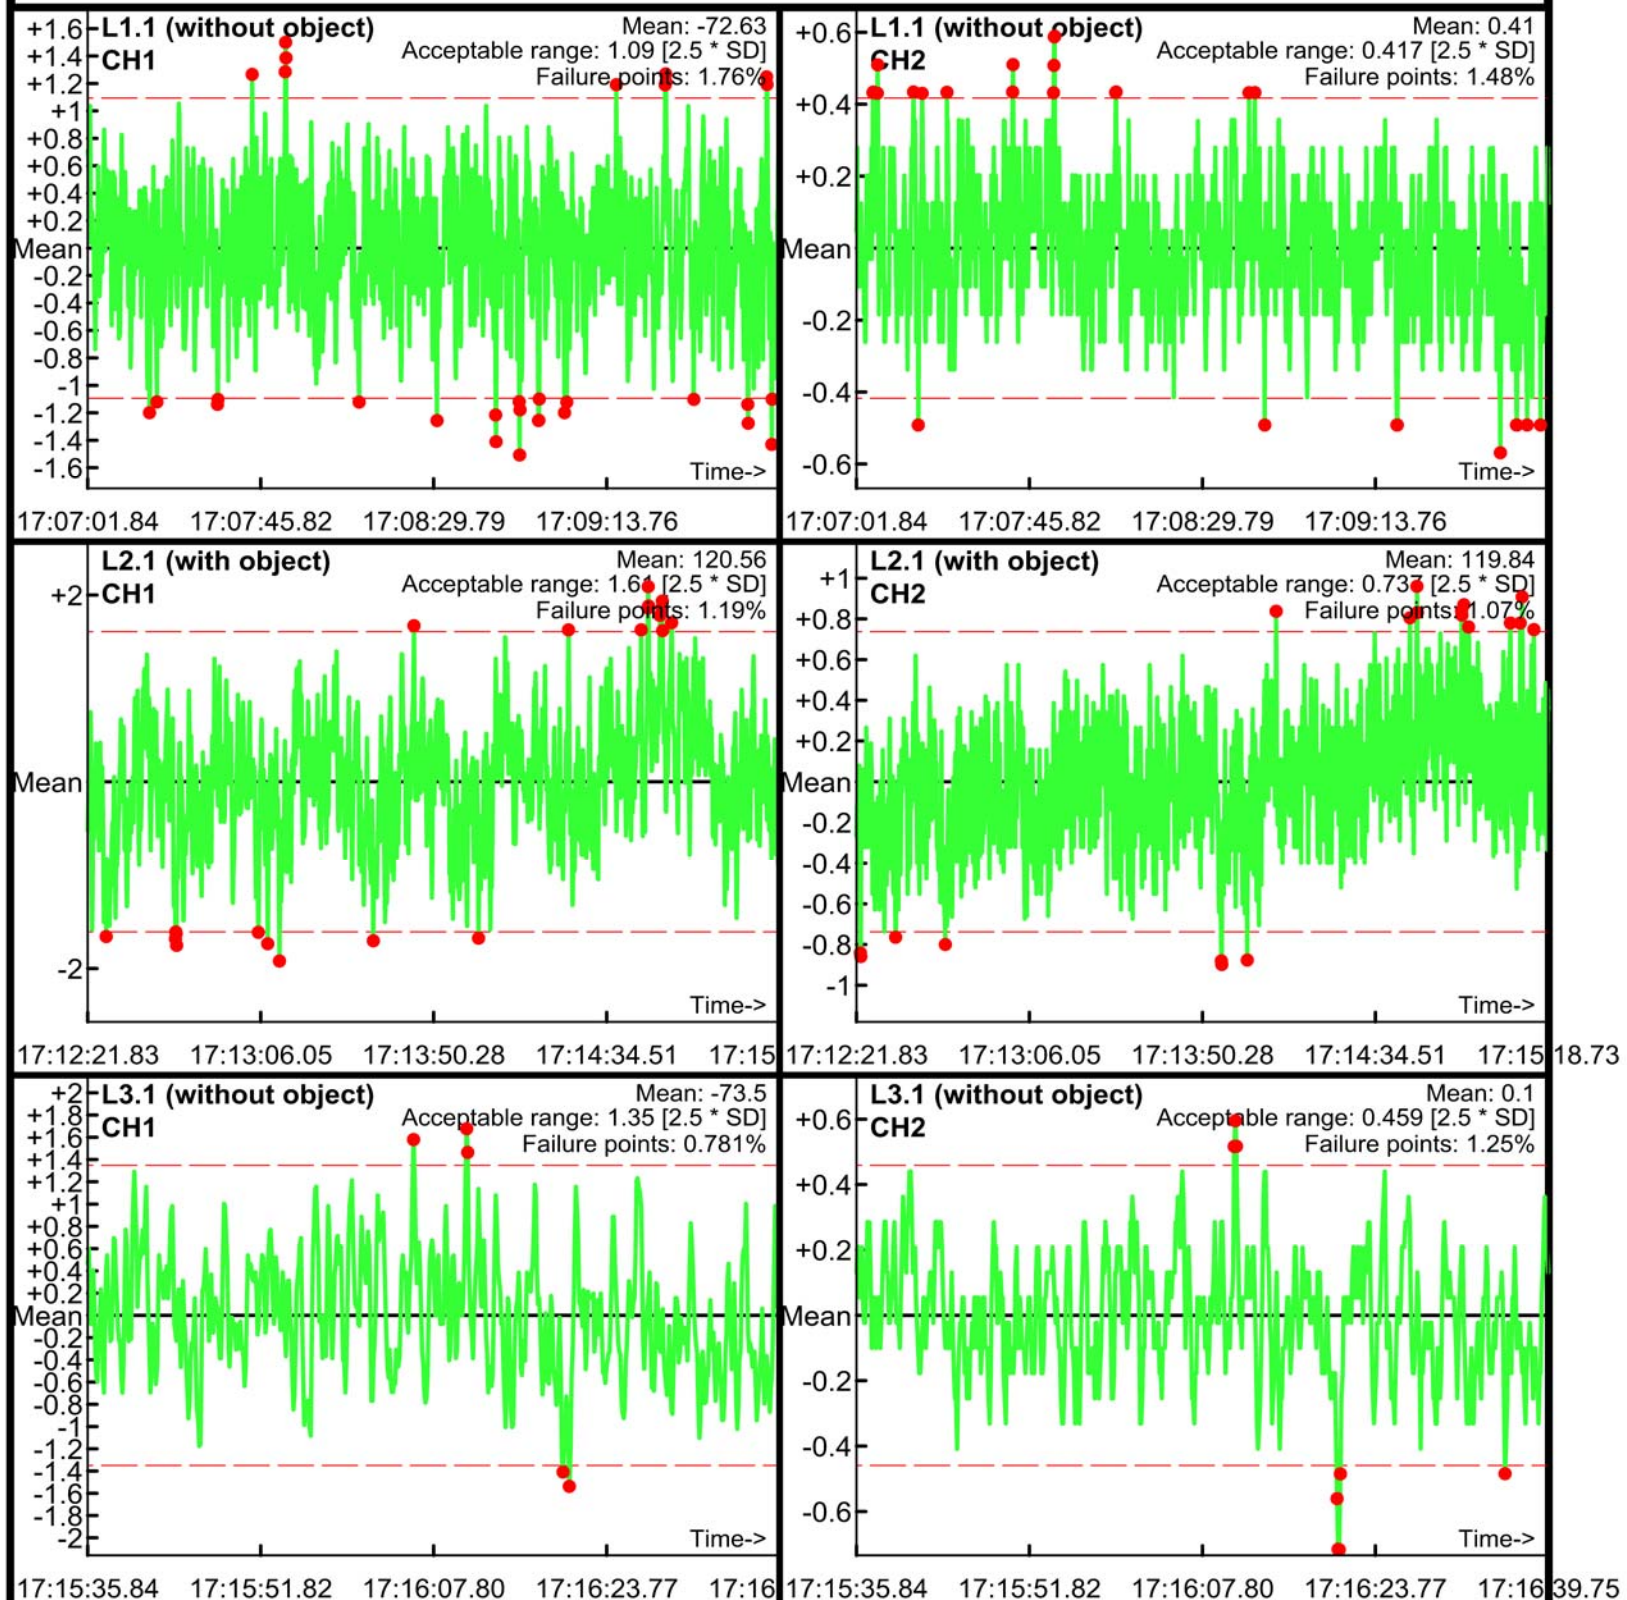 L1.1 (without object)
CH1
Mean: -72.63
Acceptable range: 1.09 [2.5 * SD]
Failure points: 1.76%
+1.6
+1.4
+1.2
+1
+0.8
+0.6
+0.4
+0.2
Mean
-0.2
-0.4
-0.6
-0.8
-1
-1.2
-1.4
-1.6
Time->
17:07:01.84 17:07:45.82 17:08:29.79 17:09:13.76
L1.1 (without object)
CH2
Mean: 0.41
Acceptable range: 0.417 [2.5 * SD]
Failure points: 1.48%
+0.6
+0.4
+0.2
Mean
-0.2
-0.4
-0.6
Time->
17:07:01.84 17:07:45.82 17:08:29.79 17:09:13.76
L2.1 (with object)
CH1
Mean: 120.56
Acceptable range: 1.61 [2.5 * SD]
Failure points: 1.19%
+2
Mean
-2
Time->
17:12:21.83 17:13:06.05 17:13:50.28 17:14:34.51 17:15
L2.1 (with object)
CH2
Mean: 119.84
Acceptable range: 0.737 [2.5 * SD]
Failure points: 1.07%
+1
+0.8
+0.6
+0.4
+0.2
Mean
-0.2
-0.4
-0.6
-0.8
-1
Time->
17:12:21.83 17:13:06.05 17:13:50.28 17:14:34.51 17:15:18.73
L3.1 (without object)
CH1
Mean: -73.5
Acceptable range: 1.35 [2.5 * SD]
Failure points: 0.781%
+2
+1.8
+1.6
+1.4
+1.2
+1
+0.8
+0.6
+0.4
+0.2
Mean
-0.2
-0.4
-0.6
-0.8
-1
-1.2
-1.4
-1.6
-1.8
-2
Time->
17:15:35.84 17:15:51.82 17:16:07.80 17:16:23.77 17:16
L3.1 (without object)
CH2
Mean: 0.1
Acceptable range: 0.459 [2.5 * SD]
Failure points: 1.25%
+0.6
+0.4
+0.2
Mean
-0.2
-0.4
-0.6
Time->
17:15:35.84 17:15:51.82 17:16:07.80 17:16:23.77 17:16:39.75